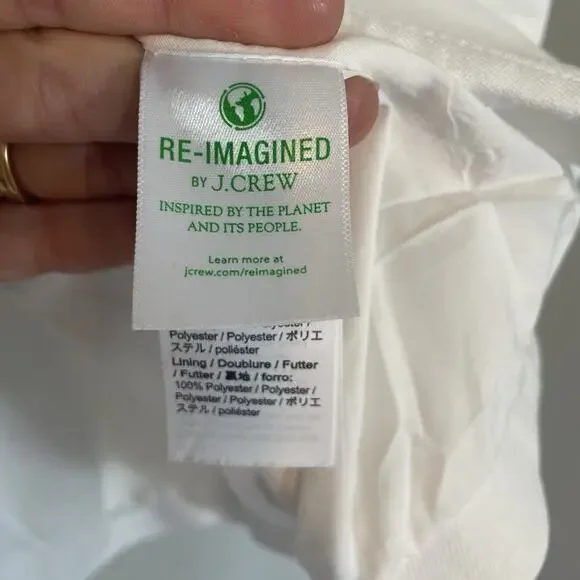 RE-IMAGINED
BY J.CREW
INSPIRED BY THE PLANET
AND ITS PEOPLE.
Learn more at
jcrew.com/reimagined
Polyester / Polyester / ポリエ
ステル / poliéster
Lining / Doublure / Futter
/ Futter / 裏地 / forro:
100% Polyester / Polyester /
Polyester / Polyester / ポリエ
ステル / poliéster